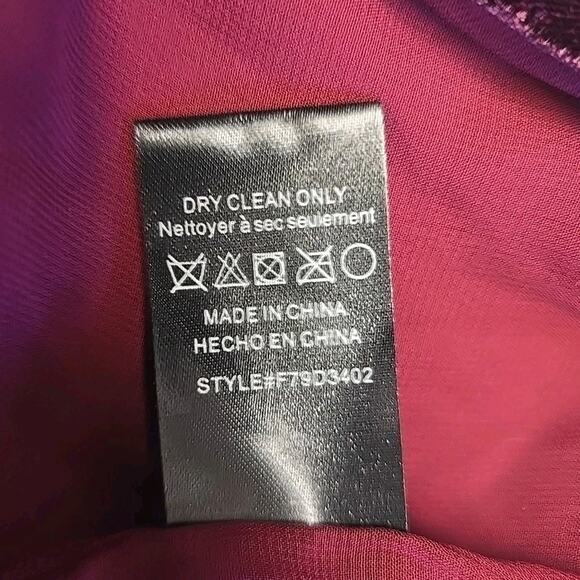 DRY CLEAN ONLY
Nettoyer à sec seulement
MADE IN CHINA
HECHO EN CHINA
STYLE#F79D3402